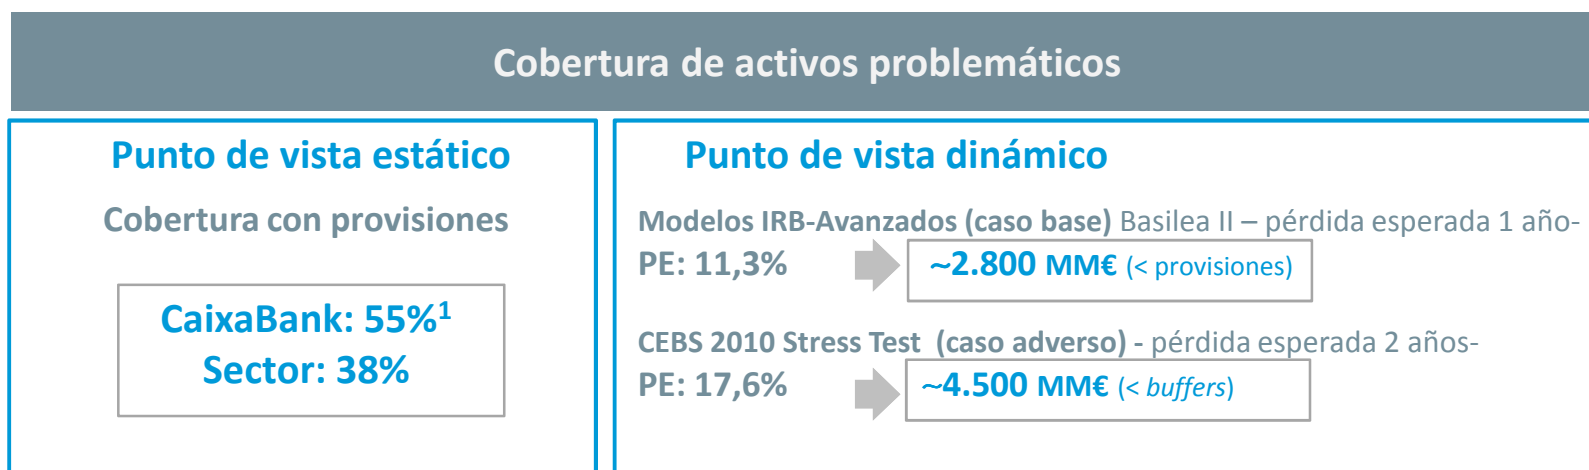 Cobertura de activos problemáticos
Punto de vista estático
Cobertura con provisiones
CaixaBank: 55%¹
Sector: 38%
Punto de vista dinámico
Modelos IRB-Avanzados (caso base) Basilea II – pérdida esperada 1 año-
PE: 11,3%
~2.800 MM€ (< provisiones)
CEBS 2010 Stress Test (caso adverso) - pérdida esperada 2 años-
PE: 17,6%
~4.500 MM€ (< buffers)